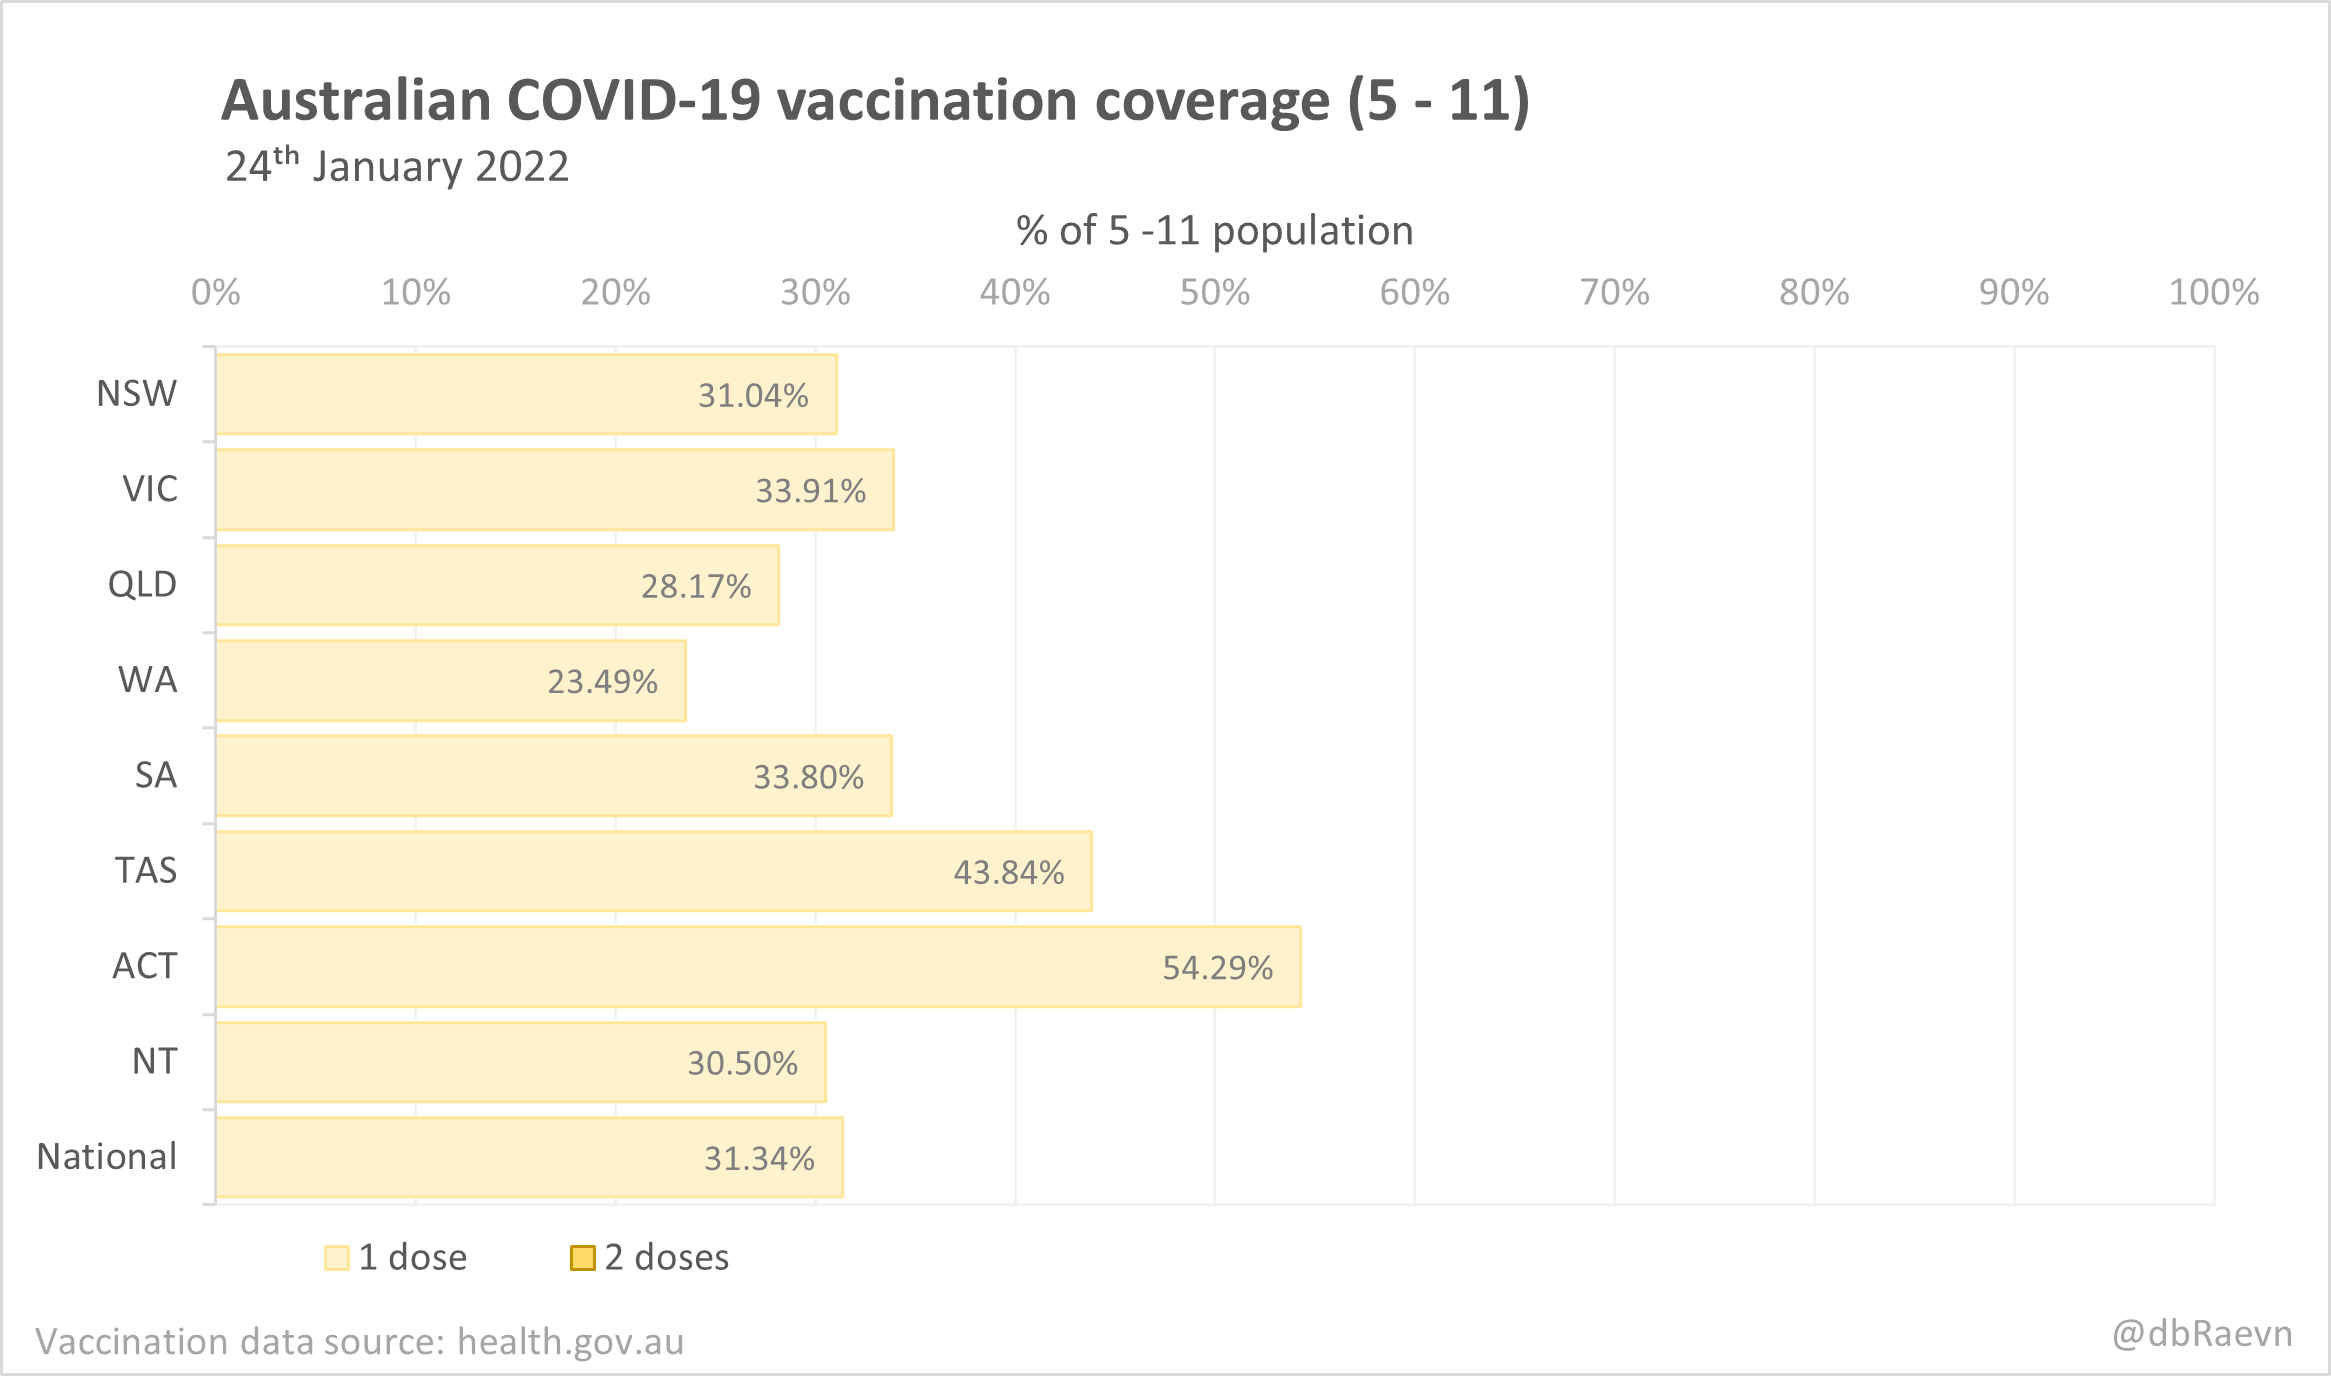 Australian COVID-19 vaccination coverage (5 - 11)
24th January 2022
% of 5 -11 population
0% 10% 20% 30% 40% 50% 60% 70% 80% 90% 100%
NSW 31.04%
VIC 33.91%
QLD 28.17%
WA 23.49%
SA 33.80%
TAS 43.84%
ACT 54.29%
NT 30.50%
National 31.34%
1 dose 2 doses
Vaccination data source: health.gov.au
@dbRaevn